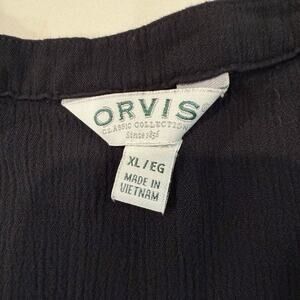 ORVIS
CLASSIC COLLECTION
Since 1856
XL/EG
MADE IN
VIETNAM